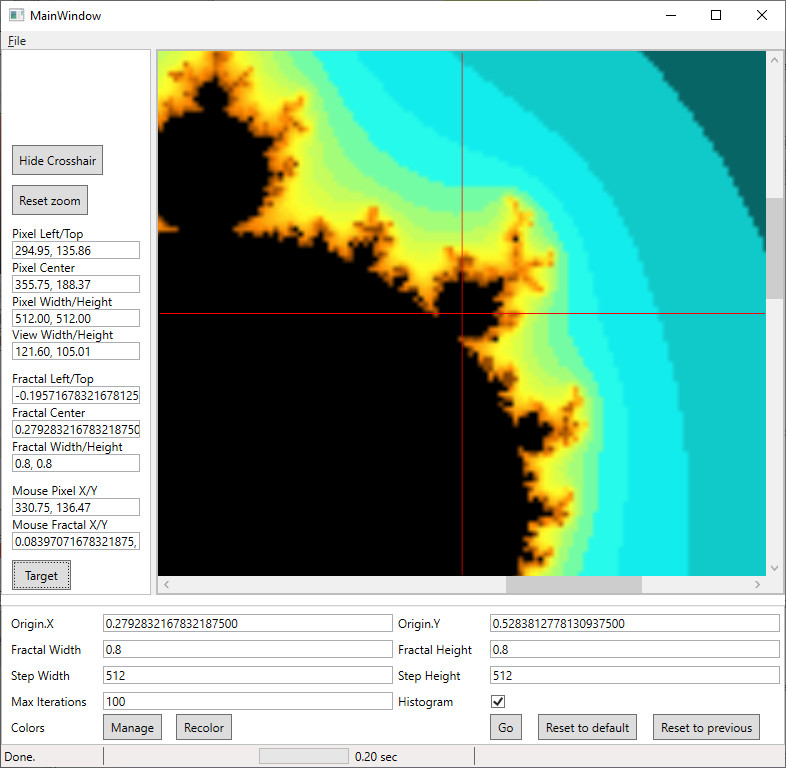 MainWindow
File
Hide Crosshair
Reset zoom
Pixel Left/Top
294.95, 135.86
Pixel Center
355.75, 188.37
Pixel Width/Height
512.00, 512.00
View Width/Height
121.60, 105.01
Fractal Left/Top
-0.19571678321678125
Fractal Center
0.279283216783218750
Fractal Width/Height
0.8, 0.8
Mouse Pixel X/Y
330.75, 136.47
Mouse Fractal X/Y
0.08397071678321875,
Target
Origin.X 0.2792832167832187500 Origin.Y 0.5283812778130937500
Fractal Width 0.8 Fractal Height 0.8
Step Width 512 Step Height 512
Max Iterations 100 Histogram
Colors Manage Recolor Go Reset to default Reset to previous
Done. 0.20 sec